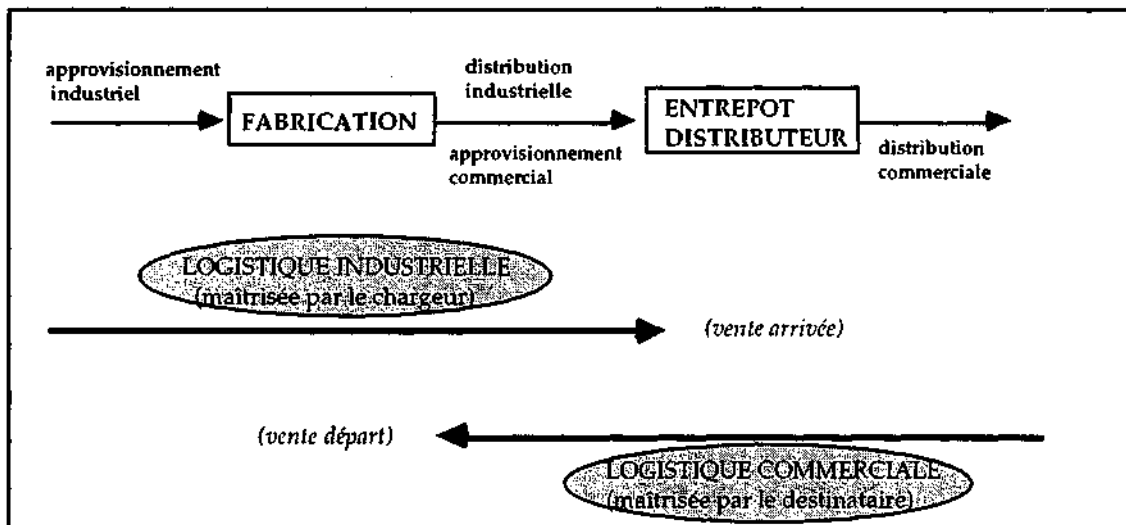 approvisionnement
industriel
FABRICATION
distribution
industrielle
approvisionnement
commercial
ENTREPOT
DISTRIBUTEUR
distribution
commerciale
LOGISTIQUE INDUSTRIELLE
(maîtrisée par le chargeur)
(vente arrivée)
(vente départ)
LOGISTIQUE COMMERCIALE
(maîtrisée par le destinataire)